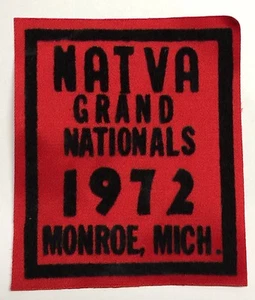 NATVA
GRAND
NATIONALS
1972
MONROE, MICH.